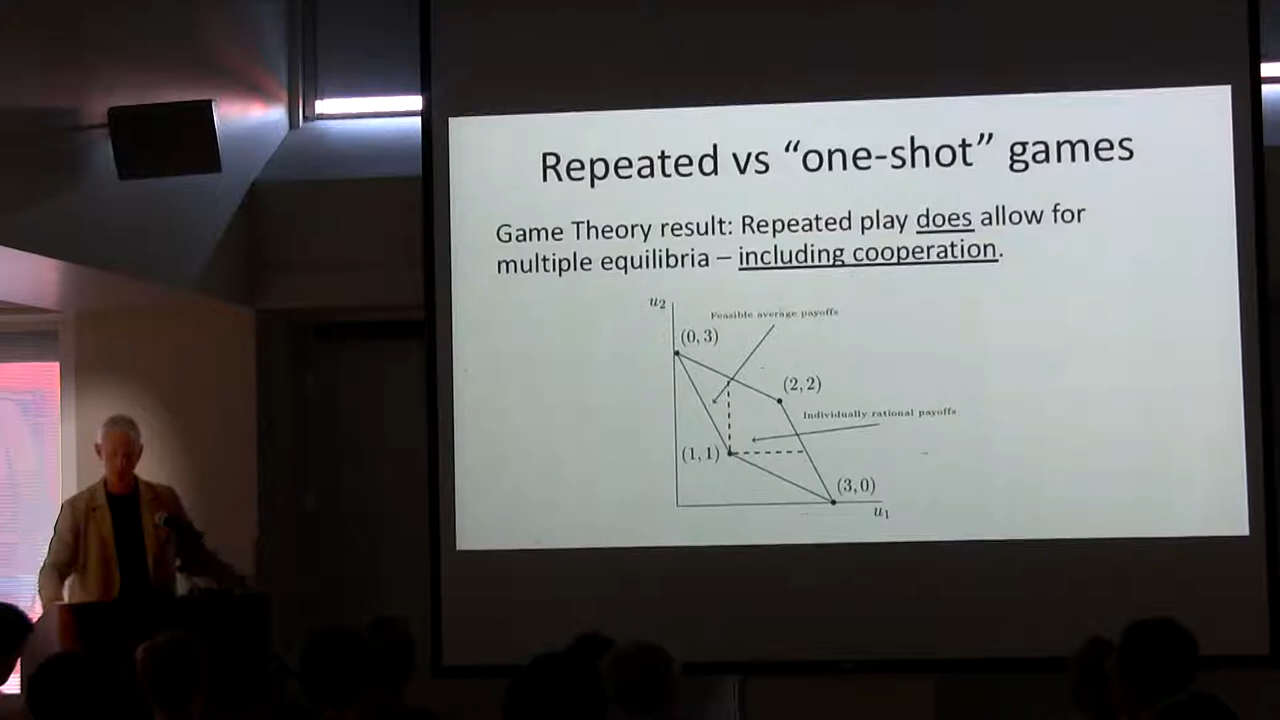 Repeated vs “one-shot” games
Game Theory result: Repeated play does allow for
multiple equilibria – including cooperation.
u2
Feasible average payoffs
(0, 3)
(2, 2)
Individually rational payoffs
(1, 1)
(3, 0)
u1